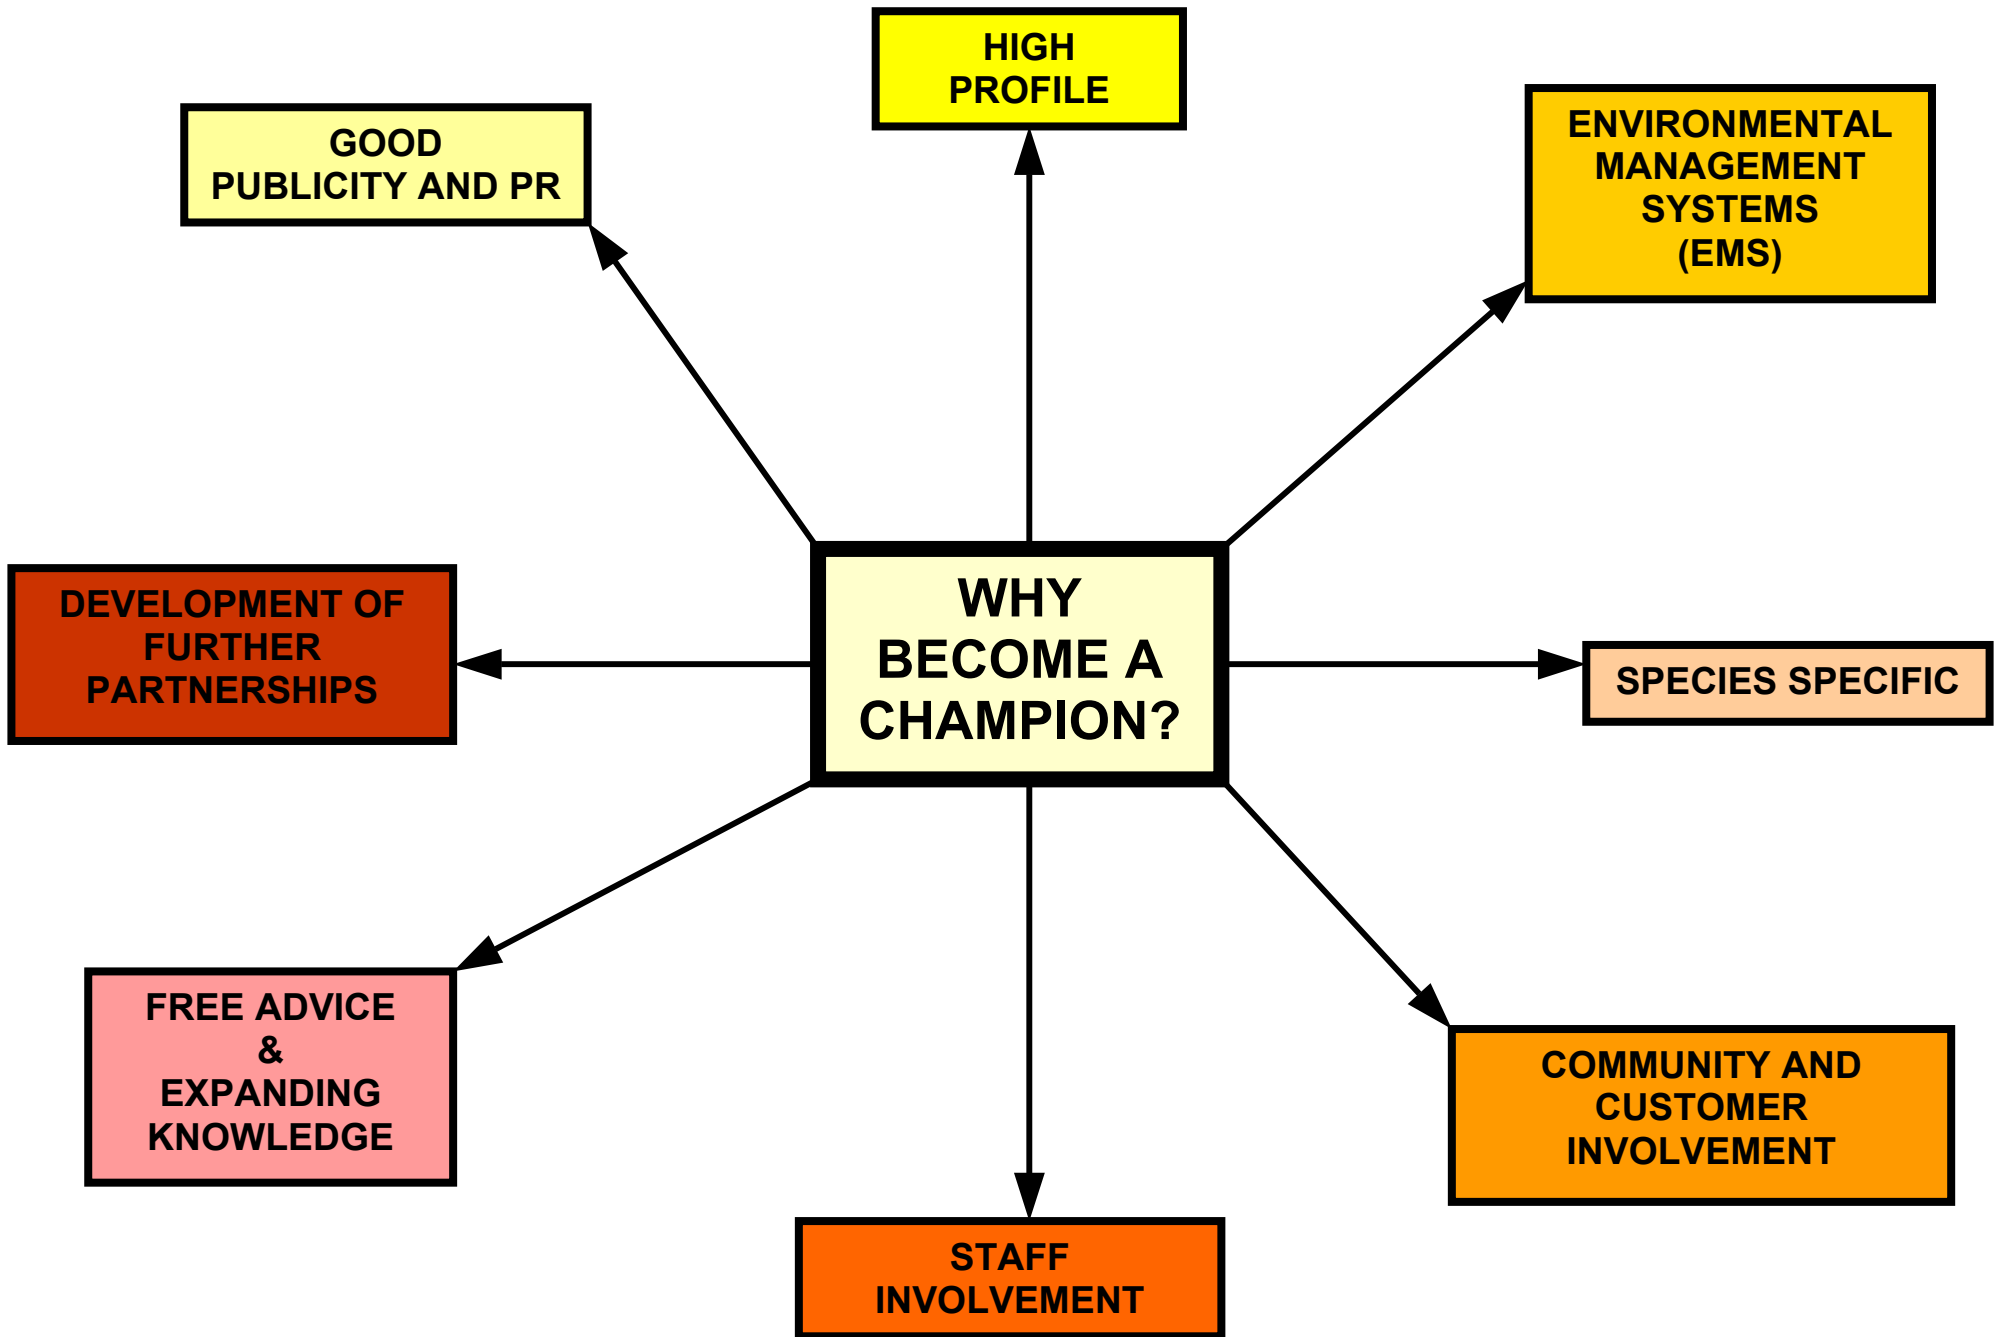 HIGH
PROFILE
GOOD
PUBLICITY AND PR
ENVIRONMENTAL
MANAGEMENT
SYSTEMS
(EMS)
WHY
BECOME A
CHAMPlON?
DEVELOPMENT OF
FURTHER
PARTNERSHIPS
SPECIES SPECIFIC
FREE ADVICE
&
EXPANDING
KNOWLEDGE
COMMUNITY AND
CUSTOMER
INVOLVEMENT
STAFF
INVOLVEMENT